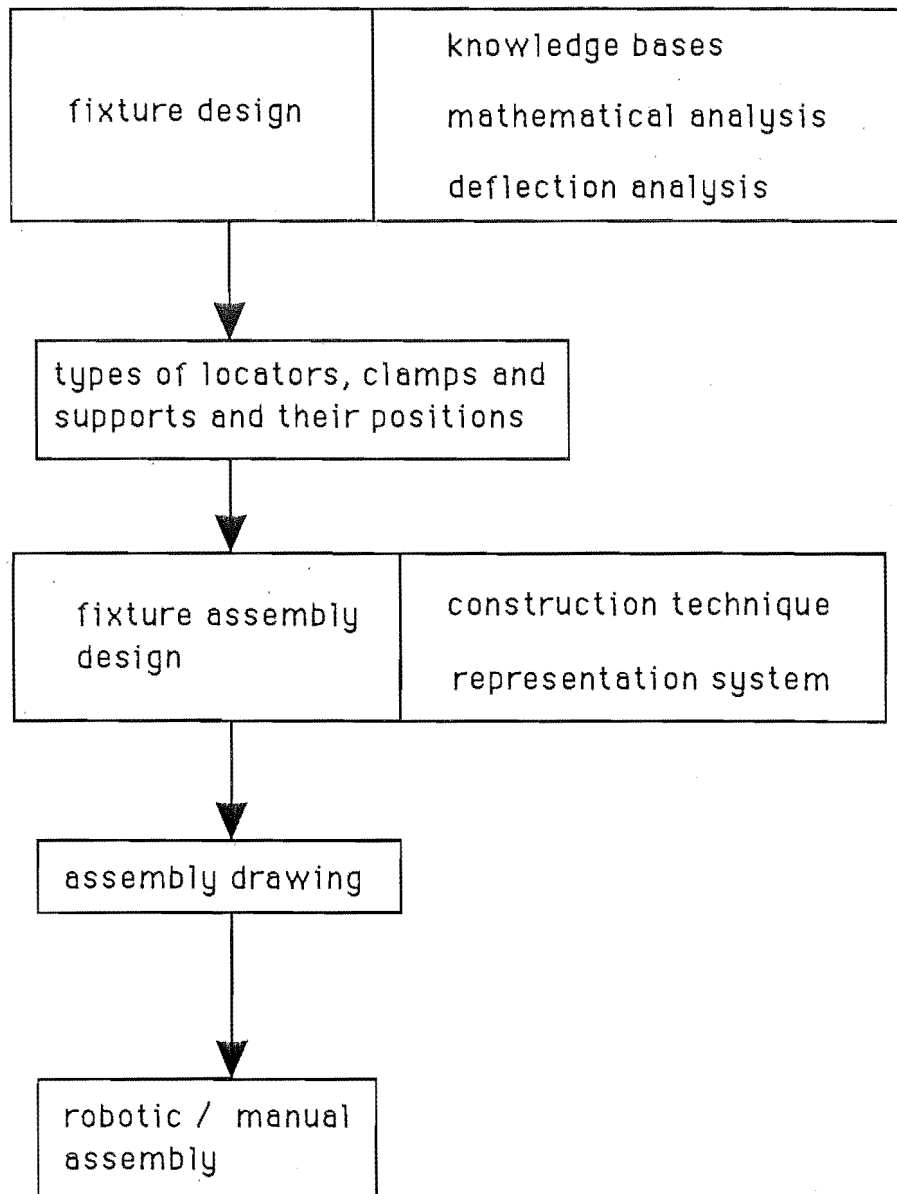 fixture design
knowledge bases
mathematical analysis
deflection analysis
types of locators, clamps and
supports and their positions
fixture assembly
design
construction technique
representation system
assembly drawing
robotic / manual
assembly